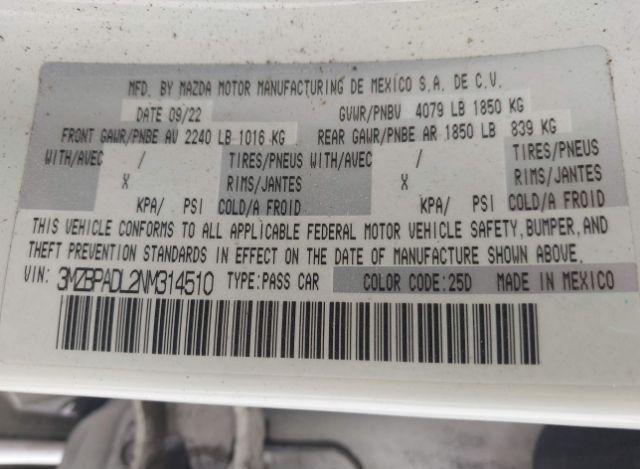 MFD. BY MAZDA MOTOR MANUFACTURING DE MEXICO S.A. DE C.V.
DATE 09/22 GVWR/PNBV 4079 LB 1850 KG
FRONT GAWR/PNBE AV 2240 LB 1016 KG REAR GAWR/PNBE AR 1850 LB 839 KG
WITH/AVEC / TIRES/PNEUS WITH/AVEC / TIRES/PNEUS
X RIMS/JANTES X RIMS/JANTES
KPA/ PSI COLD/A FROID KPA/ PSI COLD/A FROID
THIS VEHICLE CONFORMS TO ALL APPLICABLE FEDERAL MOTOR VEHICLE SAFETY, BUMPER, AND
THEFT PREVENTION STANDARDS IN EFFECT ON THE DATE OF MANUFACTURE SHOWN ABOVE.
VIN: 3MZBPADL2NM314510 TYPE:PASS CAR COLOR CODE:25D MADE IN MEXICO